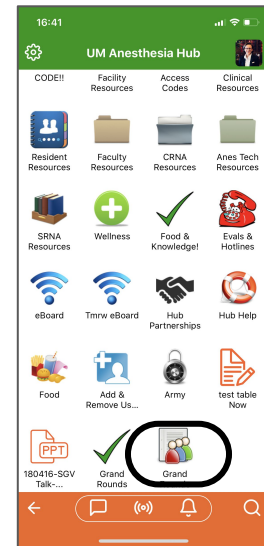 16:41
UM Anesthesia Hub
CODE!! Facility Resources Access Codes Clinical Resources
Resident Resources Faculty Resources CRNA Resources Anes Tech Resources
SRNA Resources Wellness Food & Knowledge! Evals & Hotlines
eBoard Tmrw eBoard Hub Partnerships Hub Help
Food Add & Remove Us... Army test table Now
PPT
180416-SGV Talk-... Grand Rounds Grand